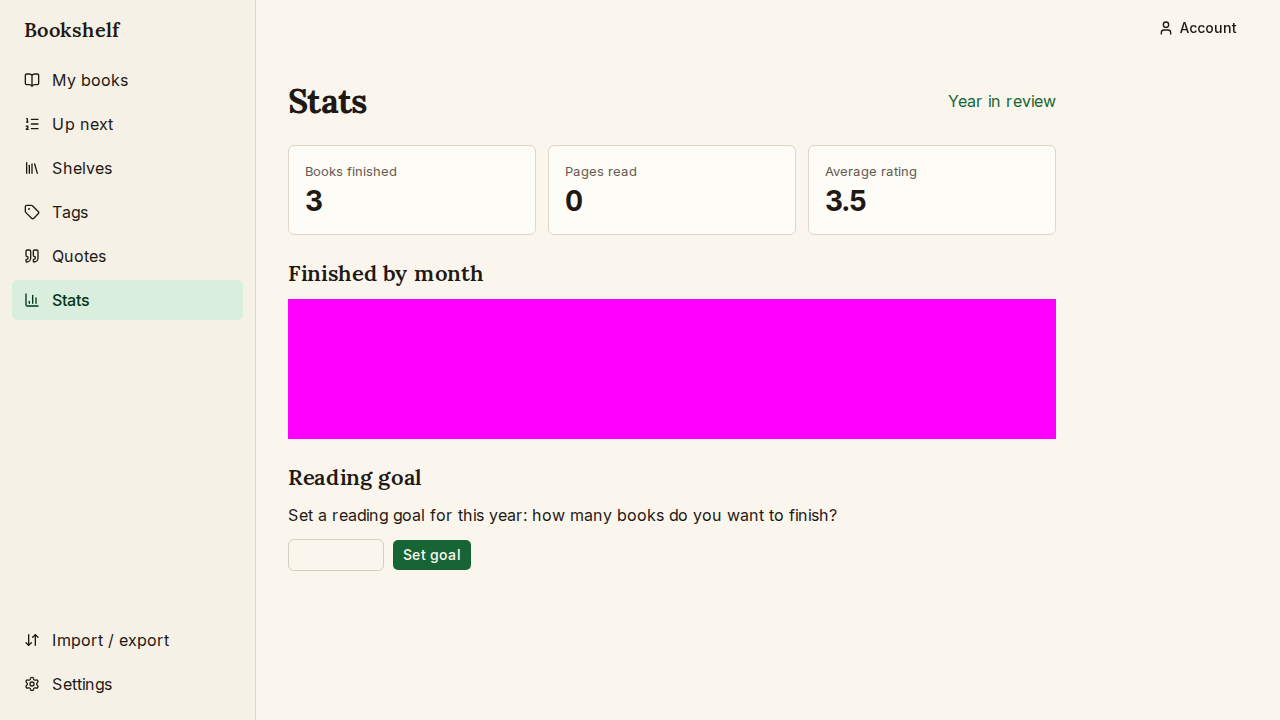 Bookshelf
My books
Up next
Shelves
Tags
Quotes
Stats
Import / export
Settings
Account
Stats
Year in review
Books finished
3
Pages read
0
Average rating
3.5
Finished by month
Reading goal
Set a reading goal for this year: how many books do you want to finish?
Set goal